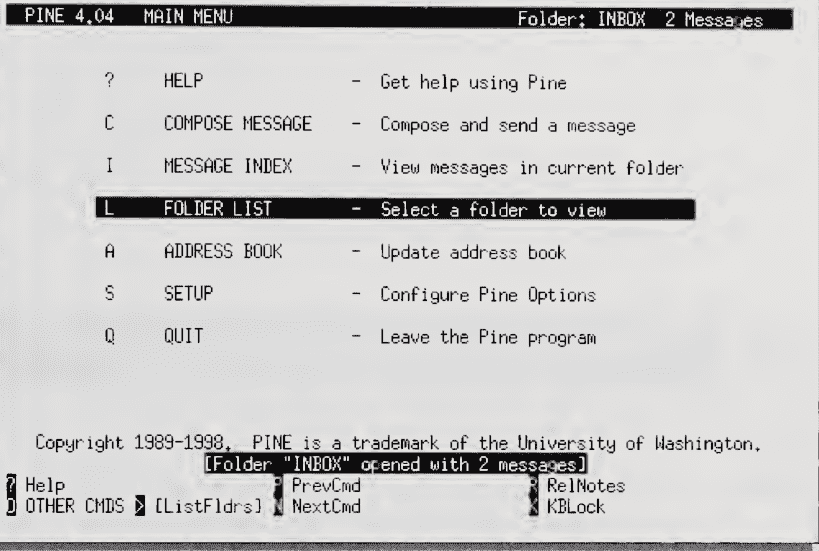 PINE 4.04 MAIN MENU Folder: INBOX 2 Messages
? HELP - Get help using Pine
C COMPOSE MESSAGE - Compose and send a message
I MESSAGE INDEX - View messages in current folder
L FOLDER LIST - Select a folder to view
A ADDRESS BOOK - Update address book
S SETUP - Configure Pine Options
Q QUIT - Leave the Pine program
Copyright 1989-1998. PINE is a trademark of the University of Washington.
[Folder "INBOX" opened with 2 messages]
? Help P PrevCmd R RelNotes
O OTHER CMDS > [ListFldrs] N NextCmd K KBLock